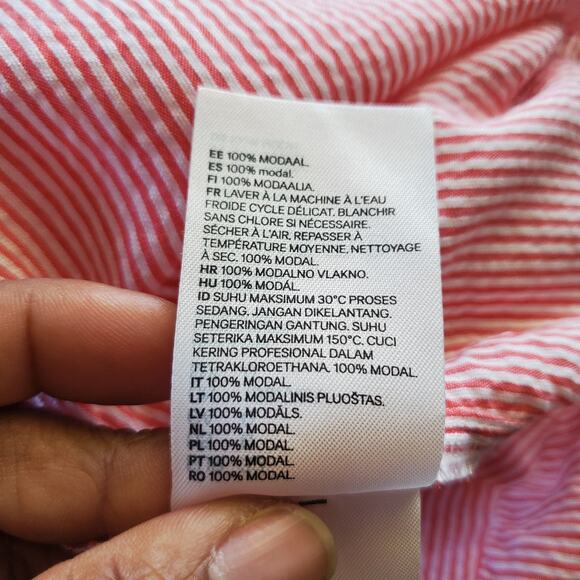 EE 100% MODAAL.
ES 100% modal.
FI 100% MODAALIA.
FR LAVER À LA MACHINE À L'EAU
FROIDE CYCLE DÉLICAT. BLANCHIR
SANS CHLORE SI NÉCESSAIRE.
SÉCHER À L'AIR, REPASSER À
TEMPÉRATURE MOYENNE, NETTOYAGE
À SEC. 100% MODAL.
HR 100% MODALNO VLAKNO.
HU 100% MODÁL.
ID SUHU MAKSIMUM 30°C PROSES
SEDANG. JANGAN DIKELANTANG.
PENGERINGAN GANTUNG. SUHU
SETERIKA MAKSIMUM 150°C. CUCI
KERING PROFESIONAL DALAM
TETRAKLOROETHANA. 100% MODAL.
IT 100% MODAL.
LT 100% MODALINIS PLUOŠTAS.
LV 100% MODĀLS.
NL 100% MODAL.
PL 100% MODAL.
PT 100% MODAL.
RO 100% MODAL.